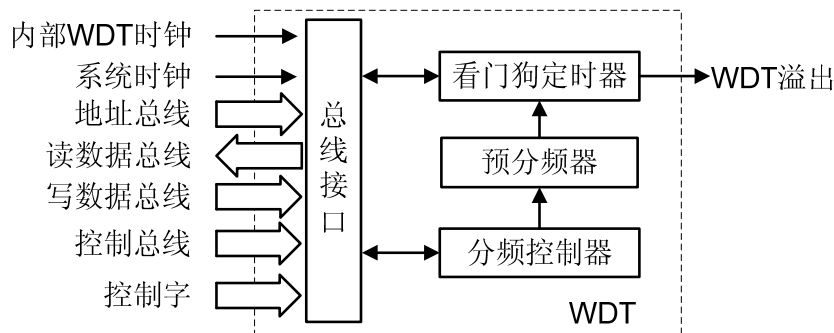 内部WDT时钟
系统时钟
地址总线
读数据总线
写数据总线
控制总线
控制字
总线接口
看门狗定时器
预分频器
分频控制器
WDT溢出
WDT